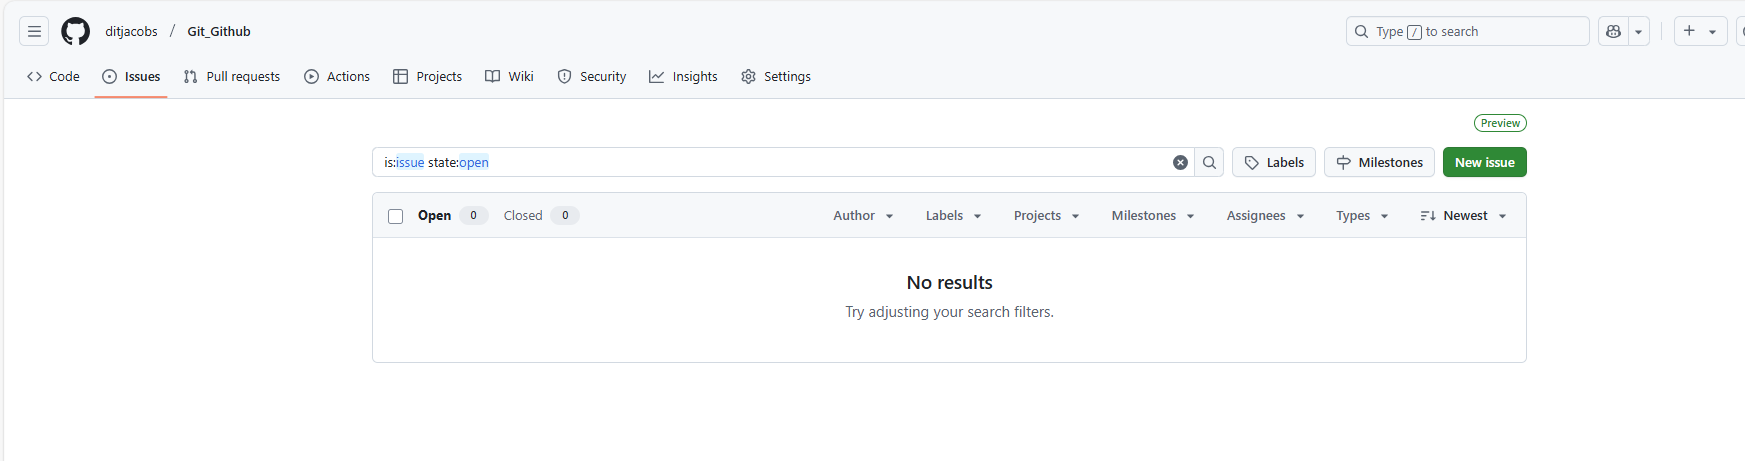 ditjacobs / Git_Github
Type / to search
Code Issues Pull requests Actions Projects Wiki Security Insights Settings
Preview
is:issue state:open
Labels Milestones New issue
Open 0 Closed 0 Author Labels Projects Milestones Assignees Types Newest
No results
Try adjusting your search filters.